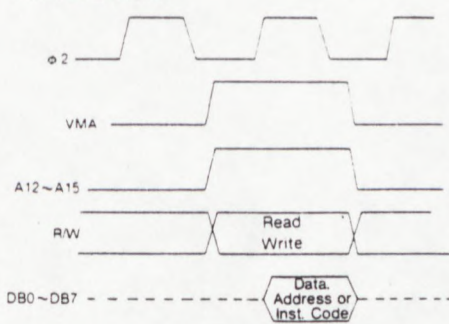 Φ2
VMA
A12~A15
R/W
Read
Write
DB0~DB7
Data.
Address or
Inst. Code